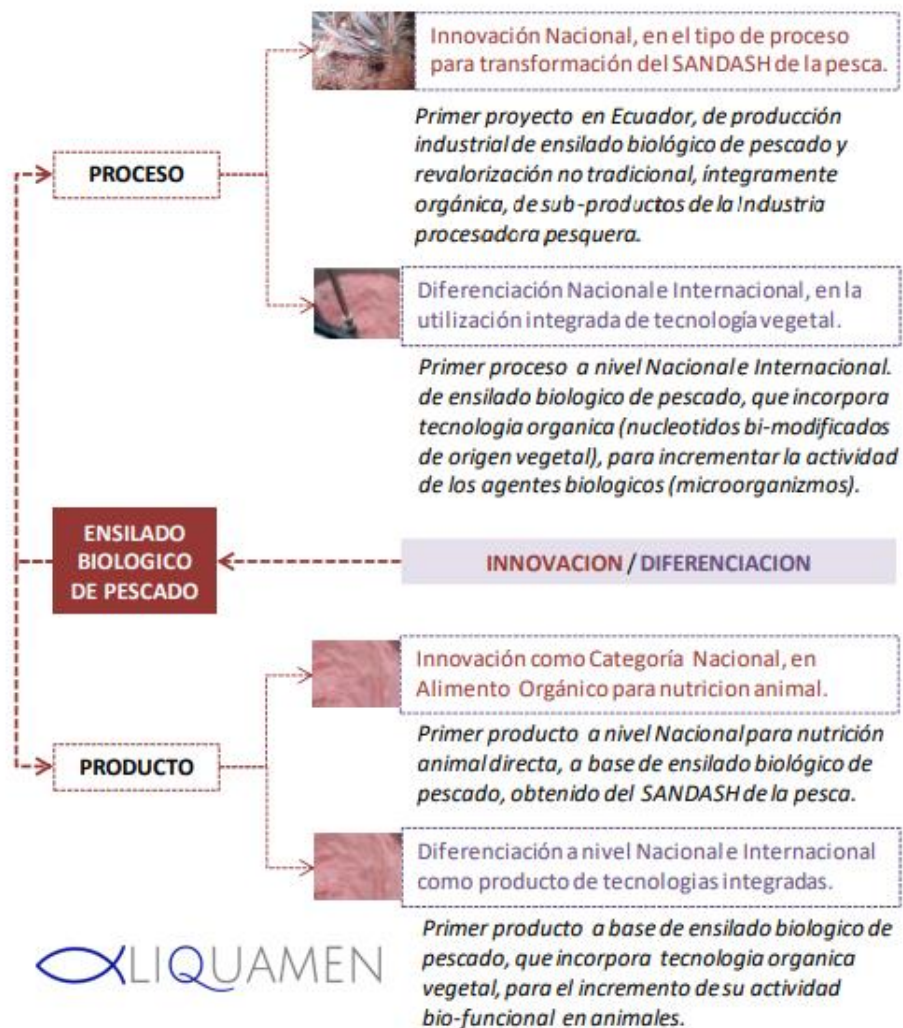 Innovación Nacional, en el tipo de proceso
para transformación del SANDASH de la pesca.
Primer proyecto en Ecuador, de producción
industrial de ensilado biológico de pescado y
revalorización no tradicional, íntegramente
orgánica, de sub-productos de la Industria
procesadora pesquera.
PROCESO
Diferenciación Nacional e Internacional, en la
utilización integrada de tecnología vegetal.
Primer proceso a nivel Nacional e Internacional.
de ensilado biologico de pescado, que incorpora
tecnologia organica (nucleotidos bi-modificados
de origen vegetal), para incrementar la actividad
de los agentes biologicos (microorganizmos).
ENSILADO
BIOLOGICO
DE PESCADO
INNOVACION / DIFERENCIACION
Innovación como Categoría Nacional, en
Alimento Orgánico para nutricion animal.
Primer producto a nivel Nacional para nutrición
animal directa, a base de ensilado biológico de
pescado, obtenido del SANDASH de la pesca.
PRODUCTO
Diferenciación a nivel Nacional e Internacional
como producto de tecnologias integradas.
Primer producto a base de ensilado biologico de
pescado, que incorpora tecnologia organica
vegetal, para el incremento de su actividad
bio-funcional en animales.
LIQUAMEN